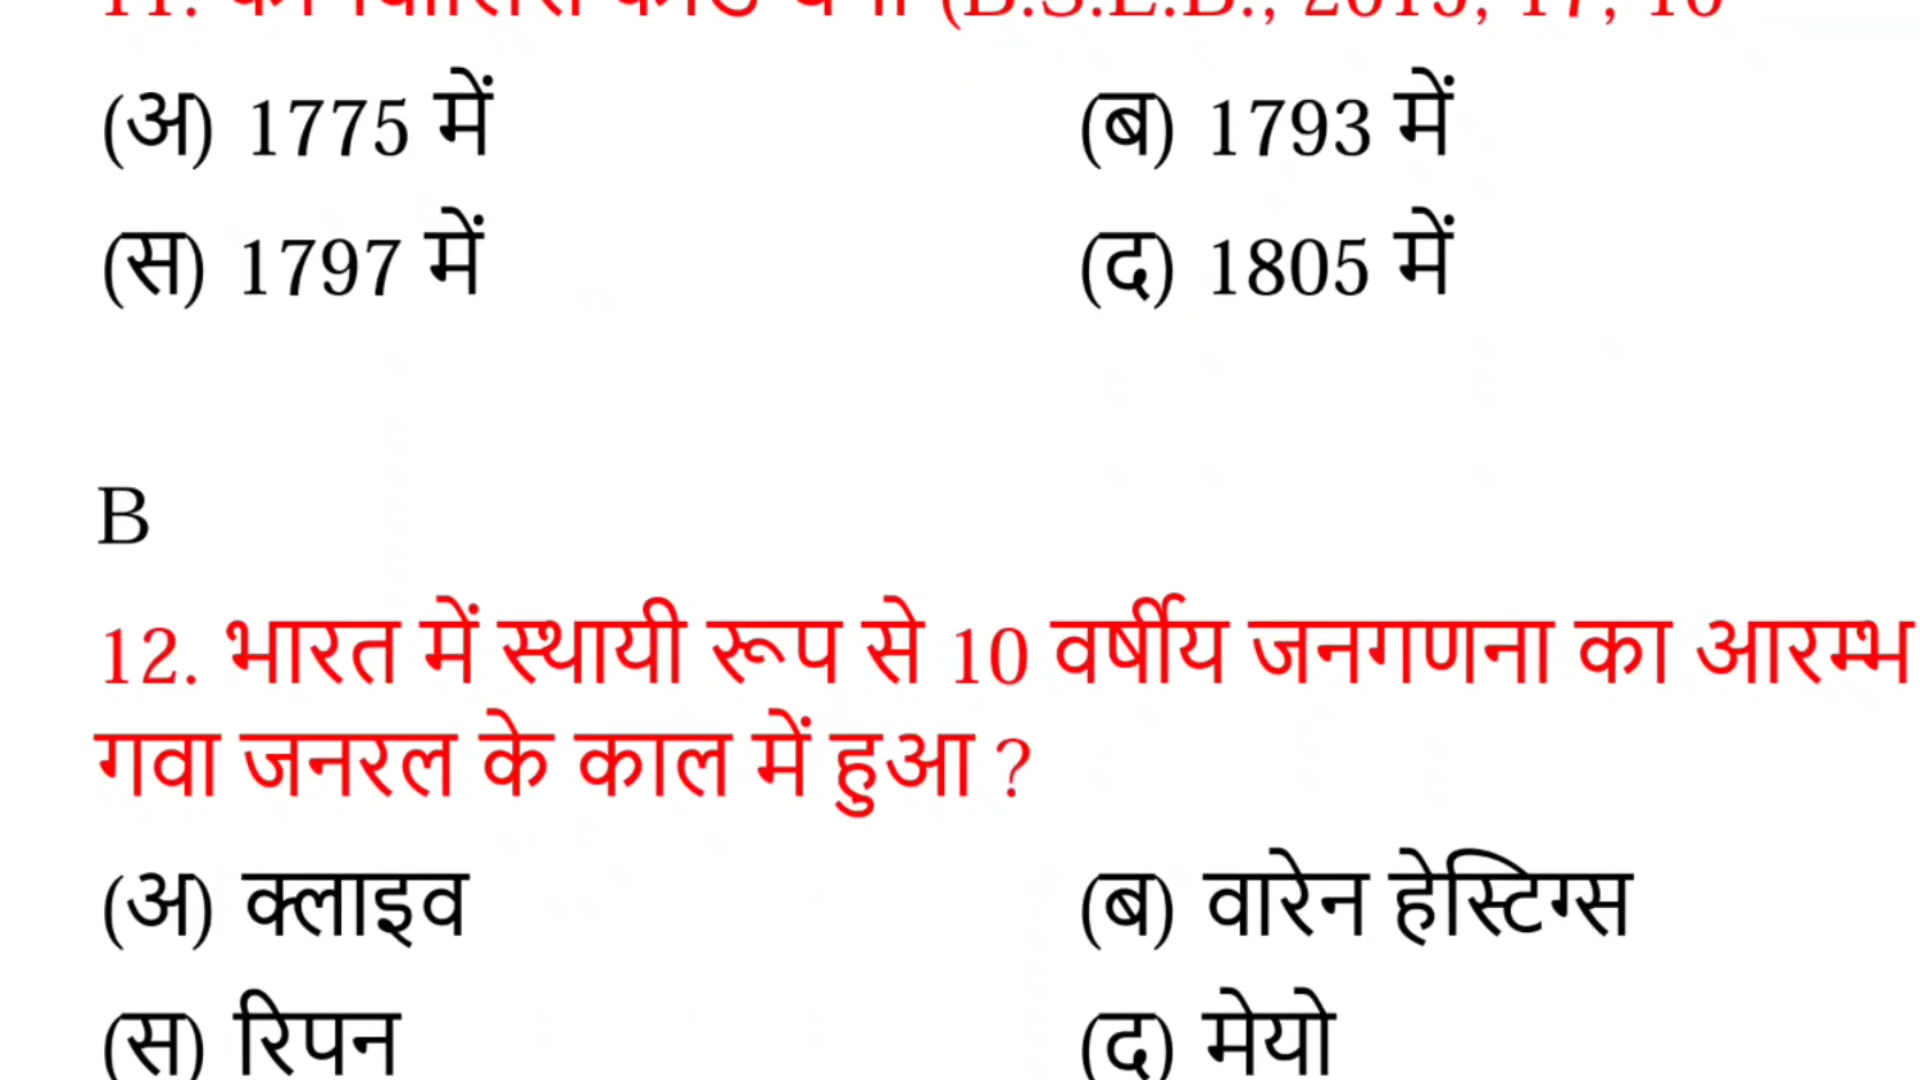 (अ) 1775 में (ब) 1793 में
(स) 1797 में (द) 1805 में
B
12. भारत में स्थायी रूप से 10 वर्षीय जनगणना का आरम्भ
गवा जनरल के काल में हुआ ?
(अ) क्लाइव (ब) वारेन हेस्टिग्स
(स) रिपन (द) मेयो